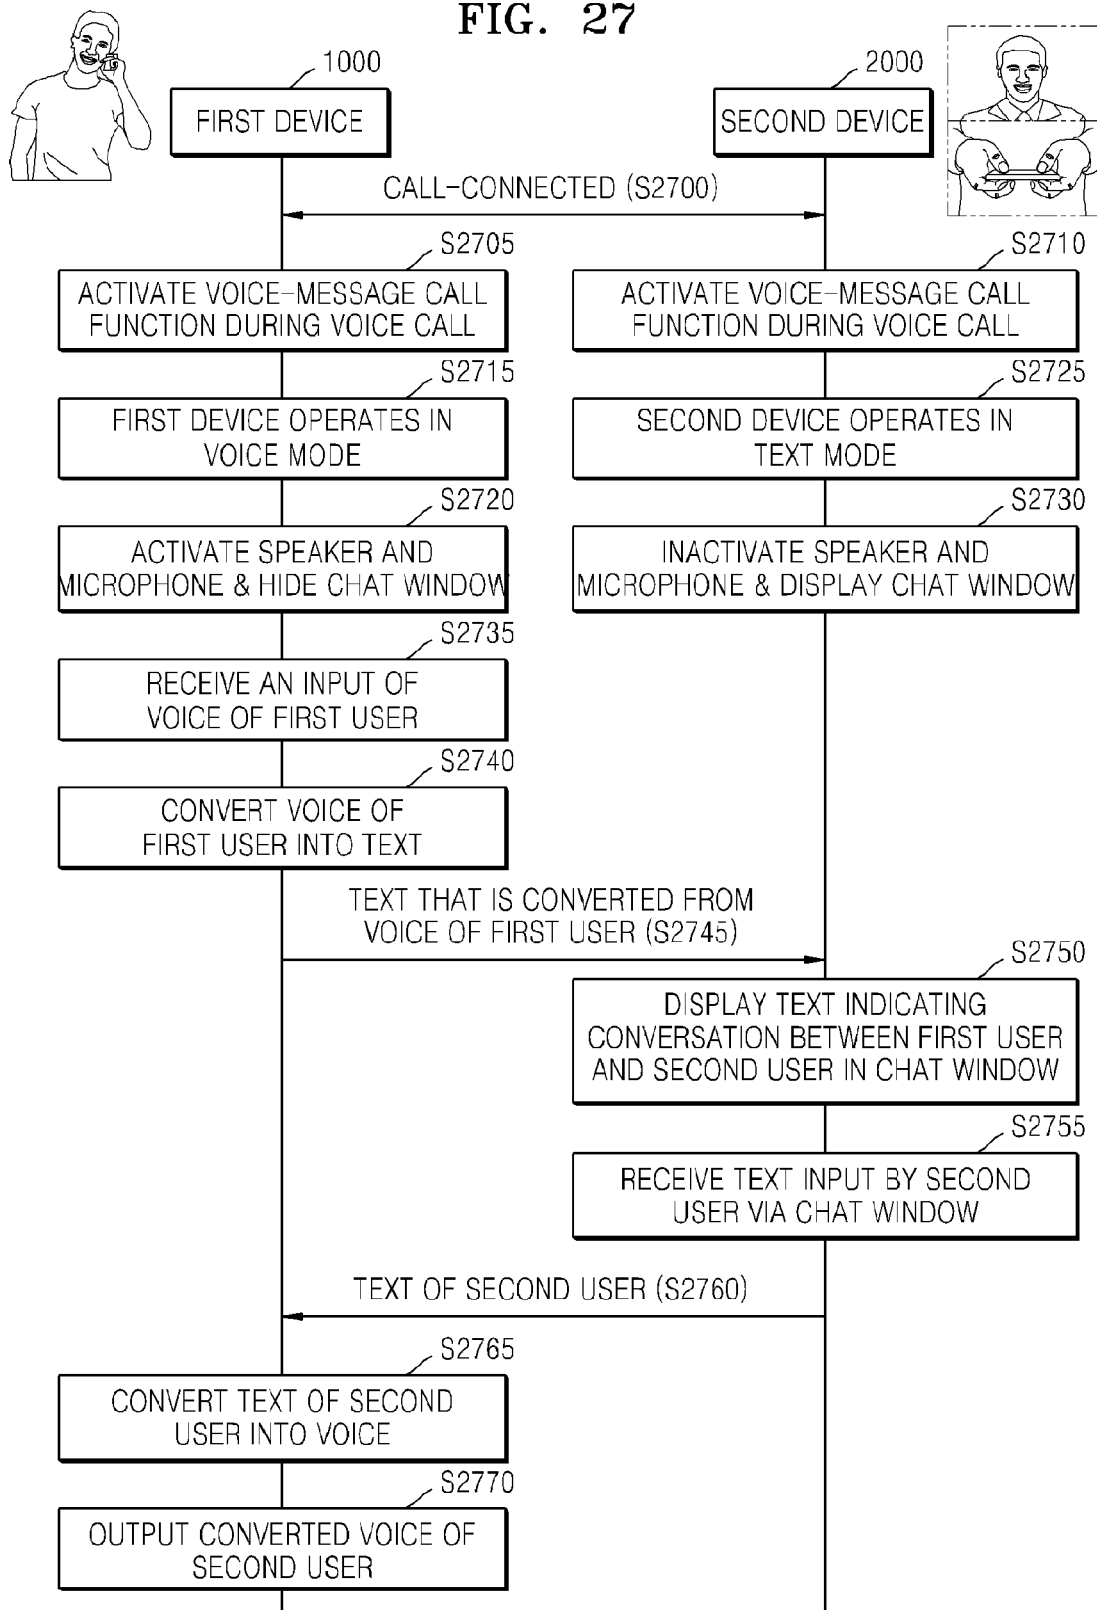 FIG. 27
1000
2000
FIRST DEVICE
SECOND DEVICE
CALL-CONNECTED (S2700)
S2705
S2710
ACTIVATE VOICE-MESSAGE CALL
FUNCTION DURING VOICE CALL
ACTIVATE VOICE-MESSAGE CALL
FUNCTION DURING VOICE CALL
S2715
S2725
FIRST DEVICE OPERATES IN
VOICE MODE
SECOND DEVICE OPERATES IN
TEXT MODE
S2720
S2730
ACTIVATE SPEAKER AND
MICROPHONE & HIDE CHAT WINDOW
INACTIVATE SPEAKER AND
MICROPHONE & DISPLAY CHAT WINDOW
S2735
RECEIVE AN INPUT OF
VOICE OF FIRST USER
S2740
CONVERT VOICE OF
FIRST USER INTO TEXT
TEXT THAT IS CONVERTED FROM
VOICE OF FIRST USER (S2745)
S2750
DISPLAY TEXT INDICATING
CONVERSATION BETWEEN FIRST USER
AND SECOND USER IN CHAT WINDOW
S2755
RECEIVE TEXT INPUT BY SECOND
USER VIA CHAT WINDOW
TEXT OF SECOND USER (S2760)
S2765
CONVERT TEXT OF SECOND
USER INTO VOICE
S2770
OUTPUT CONVERTED VOICE OF
SECOND USER